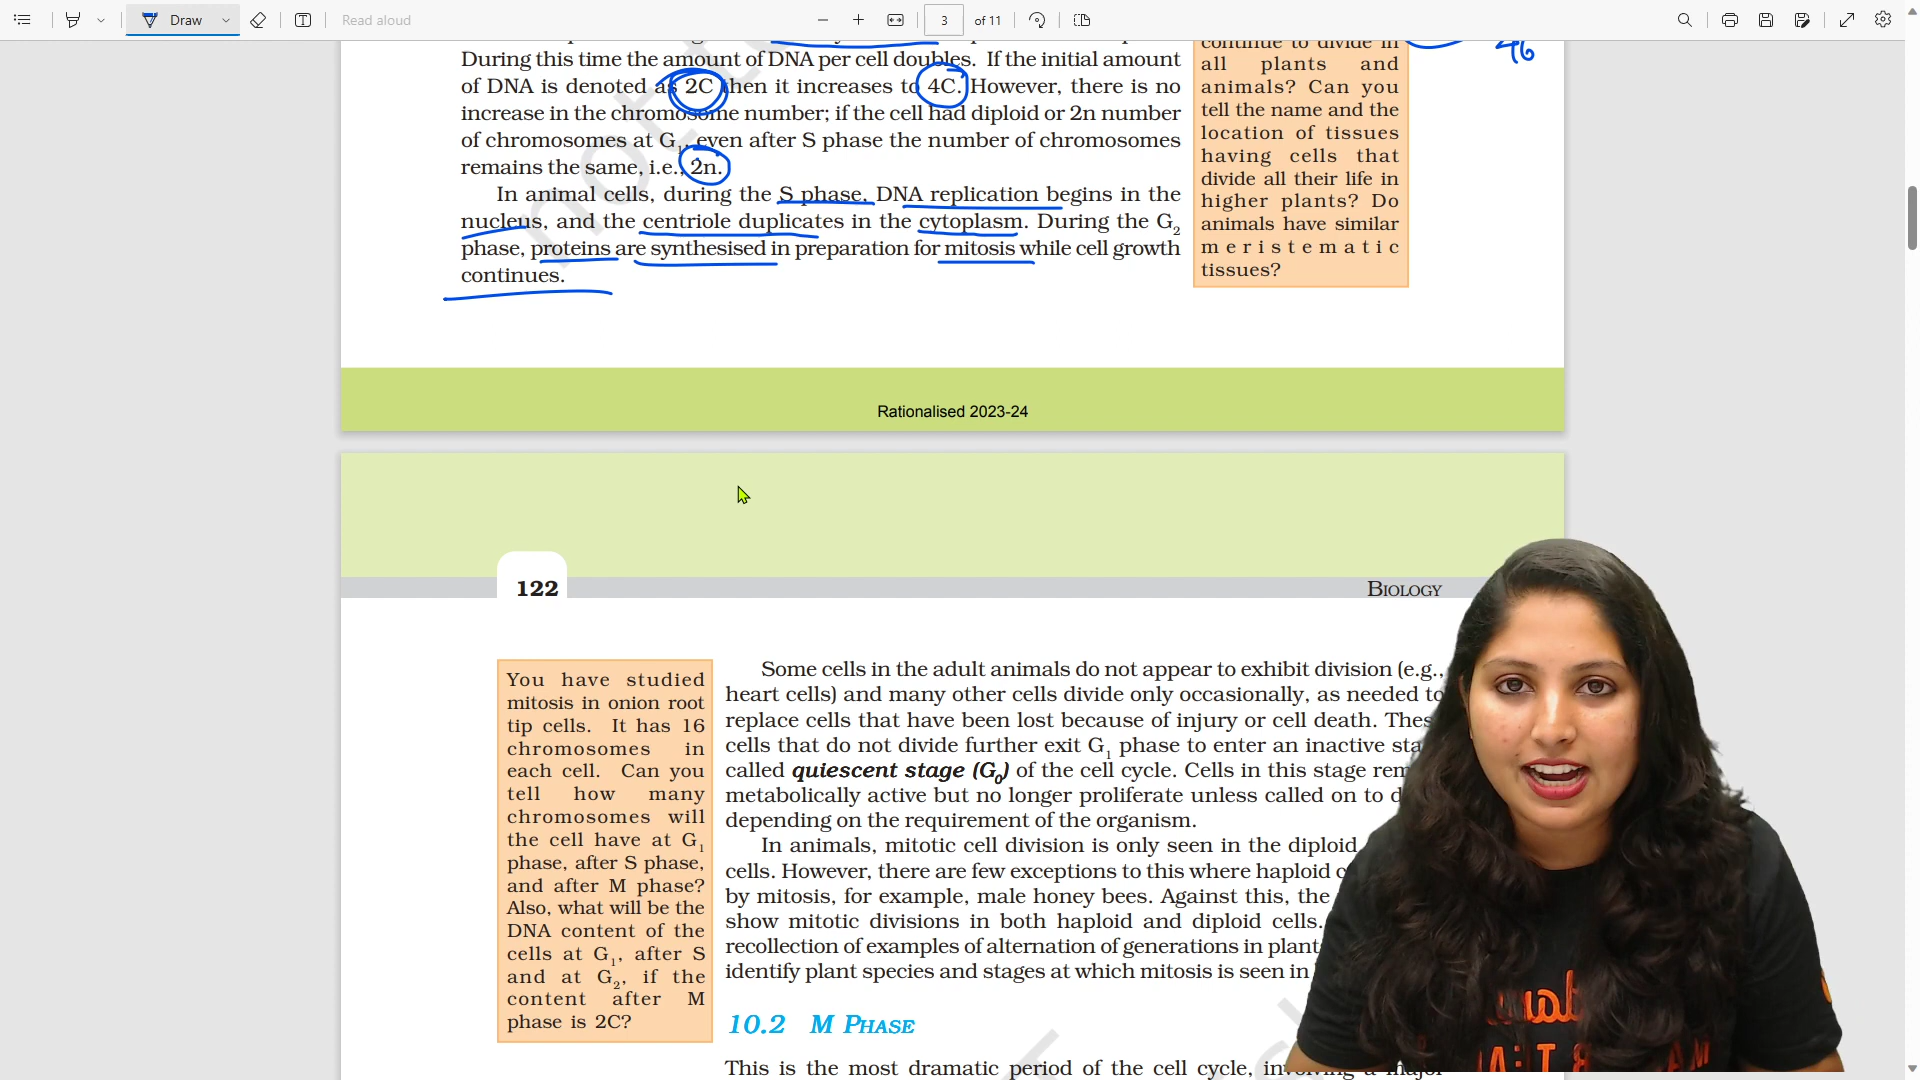 Draw
Read aloud
3
of 11
During this time the amount of DNA per cell doubles. If the initial amount
of DNA is denoted as 2C then it increases to 4C. However, there is no
increase in the chromosome number; if the cell had diploid or 2n number
of chromosomes at G1, even after S phase the number of chromosomes
remains the same, i.e., 2n.
In animal cells, during the S phase, DNA replication begins in the
nucleus, and the centriole duplicates in the cytoplasm. During the G2
phase, proteins are synthesised in preparation for mitosis while cell growth
continues.
continue to divide in
all plants and
animals? Can you
tell the name and the
location of tissues
having cells that
divide all their life in
higher plants? Do
animals have similar
meristematic
tissues?
46
Rationalised 2023-24
122
BIOLOGY
You have studied
mitosis in onion root
tip cells. It has 16
chromosomes in
each cell. Can you
tell how many
chromosomes will
the cell have at G1
phase, after S phase,
and after M phase?
Also, what will be the
DNA content of the
cells at G1, after S
and at G2, if the
content after M
phase is 2C?
Some cells in the adult animals do not appear to exhibit division (e.g.,
heart cells) and many other cells divide only occasionally, as needed to
replace cells that have been lost because of injury or cell death. Thes
cells that do not divide further exit G1 phase to enter an inactive sta
called quiescent stage (G0) of the cell cycle. Cells in this stage rem
metabolically active but no longer proliferate unless called on to d
depending on the requirement of the organism.
In animals, mitotic cell division is only seen in the diploid
cells. However, there are few exceptions to this where haploid c
by mitosis, for example, male honey bees. Against this, the
show mitotic divisions in both haploid and diploid cells.
recollection of examples of alternation of generations in plant
identify plant species and stages at which mitosis is seen in
10.2 M PHASE
This is the most dramatic period of the cell cycle, involving a major